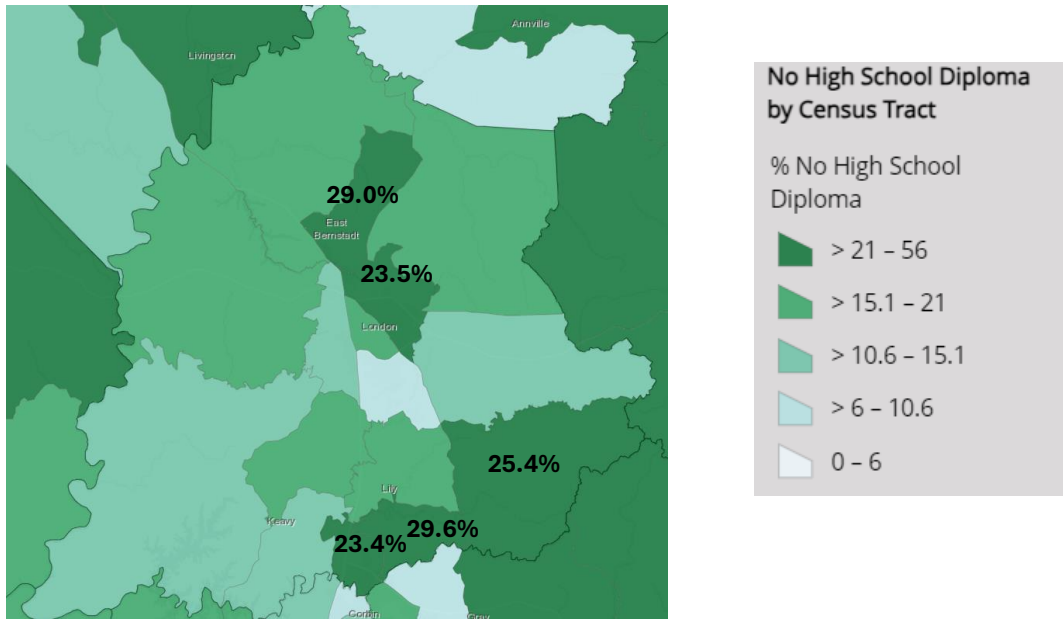 Annville
Livingston
29.0%
East
Bernstadt
23.5%
London
25.4%
Lily
Keavy
29.6%
23.4%
Corbin
Gray
No High School Diploma
by Census Tract
% No High School
Diploma
> 21 – 56
> 15.1 – 21
> 10.6 – 15.1
> 6 – 10.6
0 – 6